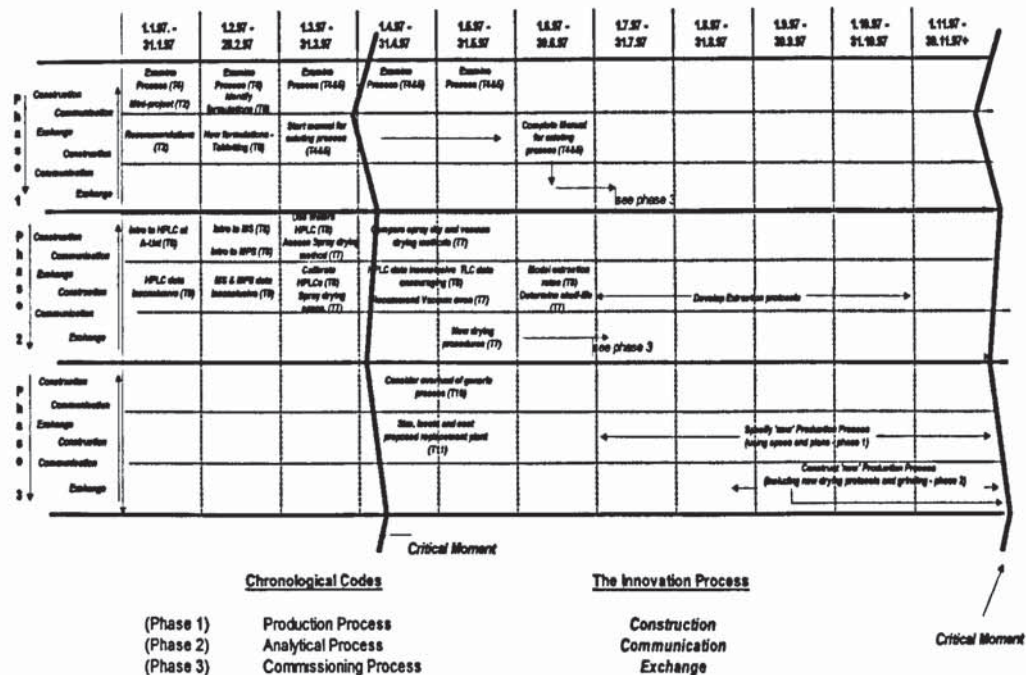 1.1.97. - 1.2.97 - 1.3.97 - 1.4.97 - 1.5.97 - 1.6.97 - 1.7.97 - 1.8.97 - 1.9.97 - 1.10.97 - 1.11.97 -
31.1.97 28.2.97 31.3.97 31.4.97 31.5.97 30.6.97 31.7.97 31.8.97 30.9.97 31.10.97 30.11.97+
Phase 1
Construction
Communication
Exchange
Construction
Communication
Exchange
Examine
Process (T4)
Mini-project (T2)
Examine
Process (T4)
Identify
formulations
Examine
Process (T4&5)
Examine
Process (T4&5)
Examine
Process (T4&5)
Recommendations
(T2)
New formulations -
Start manual for
existing process
(T4&5)
Complete Manual
for existing
process (T4&5)
see phase 3
Phase 2
Construction
Communication
Exchange
Construction
Communication
Exchange
Intro to HPLC at
Intro to MS
Intro to MPS
HPLC
Assess Spray drying
method (T7)
Compare spray dry and vacuum
drying methods (T7)
HPLC data
inconclusive
MS & MPS data
inconclusive
Calibrate
HPLCs
Spray drying
HPLC data inconclusive TLC data
encouraging
Recommend Vacuum oven (T7)
Model extraction
rates
Determine shelf-life
(T7)
Develop Extraction protocols
New drying
procedures (T7)
see phase 3
Phase 3
Construction
Communication
Exchange
Construction
Communication
Exchange
Consider overhaul of generic
process (T10)
Size, locate and cost
proposed replacement plant
(T11)
Specify 'new' Production Process
(using specs and plans - phase 1)
Construct 'new' Production Process
(including new drying protocols and grinding - phase 2)
Critical Moment
Chronological Codes The Innovation Process
(Phase 1) Production Process Construction
(Phase 2) Analytical Process Communication
(Phase 3) Commissioning Process Exchange
Critical Moment